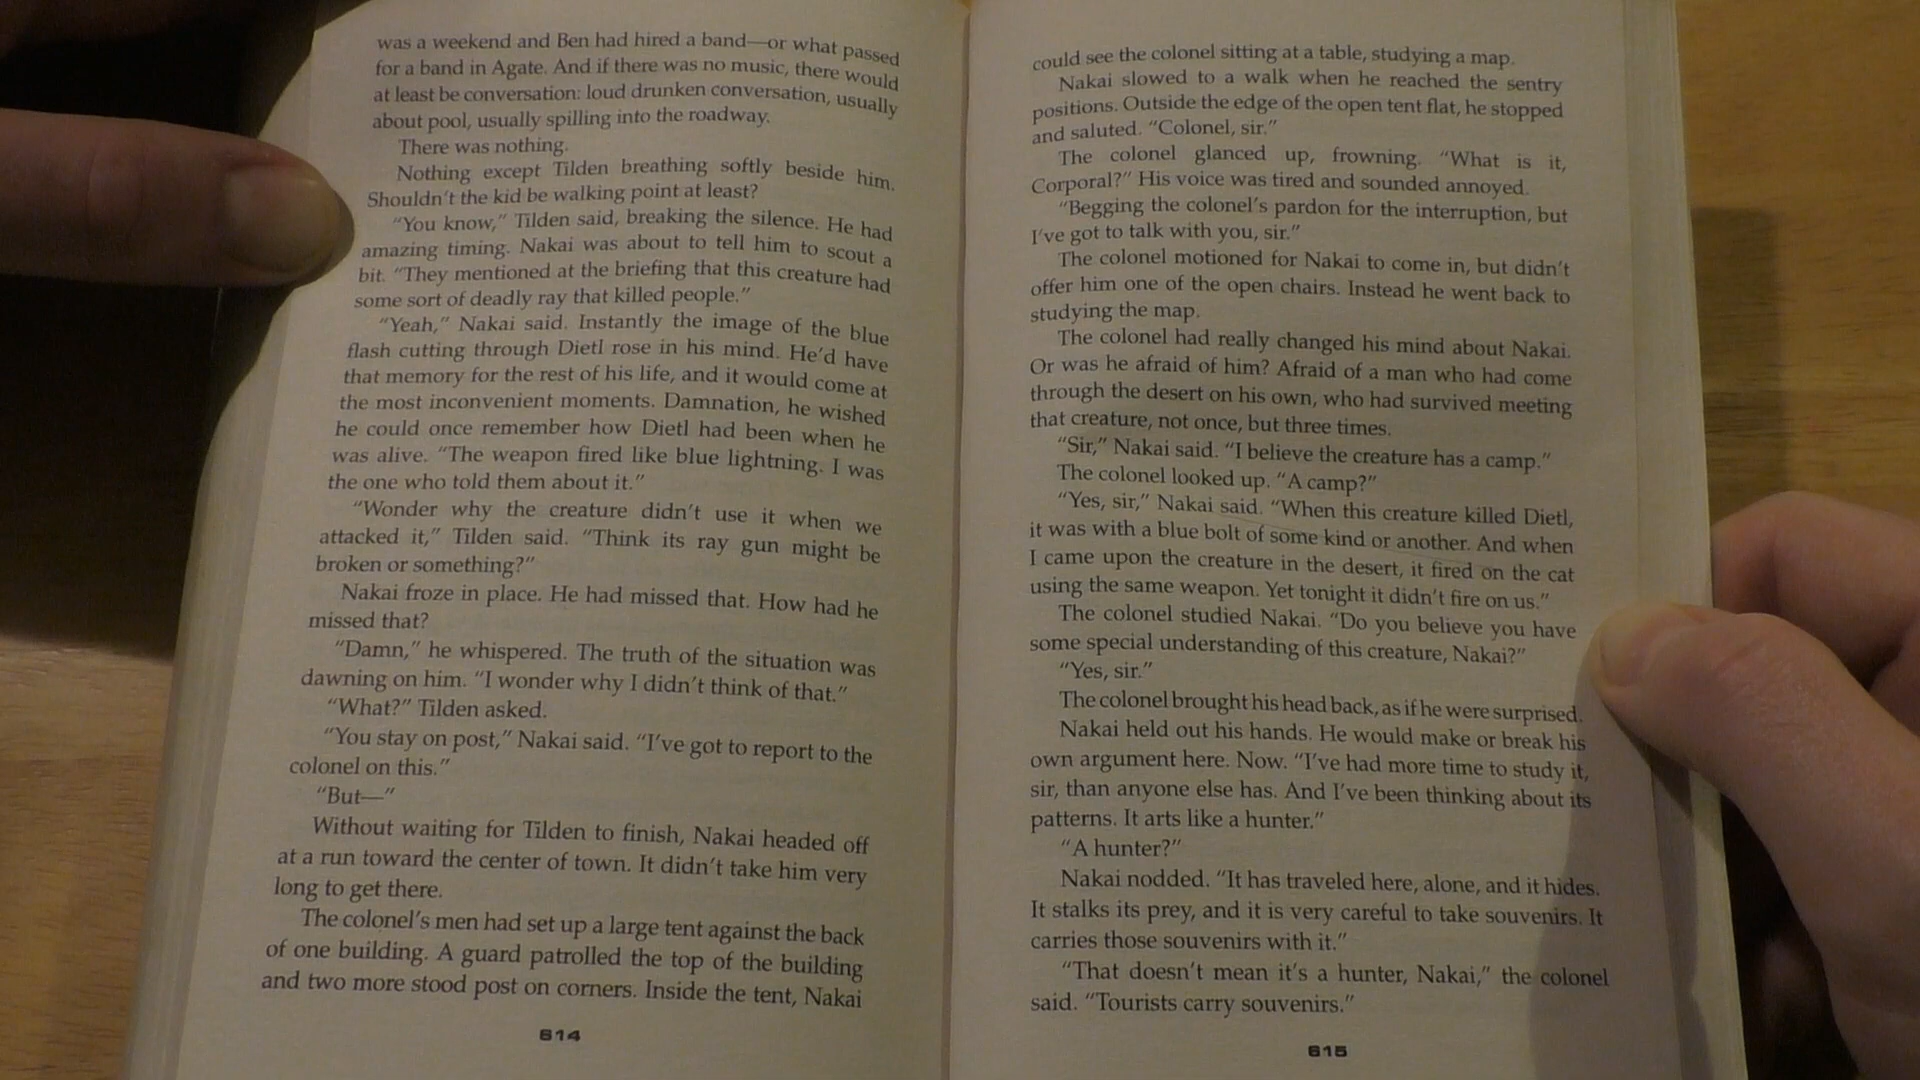 was a weekend and Ben had hired a band—or what passed
for a band in Agate. And if there was no music, there would
at least be conversation: loud drunken conversation, usually
about pool, usually spilling into the roadway.
There was nothing.
Nothing except Tilden breathing softly beside him.
Shouldn't the kid be walking point at least?
"You know," Tilden said, breaking the silence. He had
amazing timing. Nakai was about to tell him to scout a
bit. "They mentioned at the briefing that this creature had
some sort of deadly ray that killed people."
"Yeah," Nakai said. Instantly the image of the blue
flash cutting through Dietl rose in his mind. He'd have
that memory for the rest of his life, and it would come at
the most inconvenient moments. Damnation, he wished
he could once remember how Dietl had been when he
was alive. "The weapon fired like blue lightning. I was
the one who told them about it."
"Wonder why the creature didn't use it when we
attacked it," Tilden said. "Think its ray gun might be
broken or something?"
Nakai froze in place. He had missed that. How had he
missed that?
"Damn," he whispered. The truth of the situation was
dawning on him. "I wonder why I didn't think of that."
"What?" Tilden asked.
"You stay on post," Nakai said. "I've got to report to the
colonel on this."
"But—"
Without waiting for Tilden to finish, Nakai headed off
at a run toward the center of town. It didn't take him very
long to get there.
The colonel's men had set up a large tent against the back
of one building. A guard patrolled the top of the building
and two more stood post on corners. Inside the tent, Nakai
614
could see the colonel sitting at a table, studying a map.
Nakai slowed to a walk when he reached the sentry
positions. Outside the edge of the open tent flat, he stopped
and saluted. "Colonel, sir."
The colonel glanced up, frowning. "What is it,
Corporal?" His voice was tired and sounded annoyed.
"Begging the colonel's pardon for the interruption, but
I've got to talk with you, sir."
The colonel motioned for Nakai to come in, but didn't
offer him one of the open chairs. Instead he went back to
studying the map.
The colonel had really changed his mind about Nakai.
Or was he afraid of him? Afraid of a man who had come
through the desert on his own, who had survived meeting
that creature, not once, but three times.
"Sir," Nakai said. "I believe the creature has a camp."
The colonel looked up. "A camp?"
"Yes, sir," Nakai said. "When this creature killed Dietl,
it was with a blue bolt of some kind or another. And when
I came upon the creature in the desert, it fired on the cat
using the same weapon. Yet tonight it didn't fire on us."
The colonel studied Nakai. "Do you believe you have
some special understanding of this creature, Nakai?"
"Yes, sir."
The colonel brought his head back, as if he were surprised.
Nakai held out his hands. He would make or break his
own argument here. Now. "I've had more time to study it,
sir, than anyone else has. And I've been thinking about its
patterns. It arts like a hunter."
"A hunter?"
Nakai nodded. "It has traveled here, alone, and it hides.
It stalks its prey, and it is very careful to take souvenirs. It
carries those souvenirs with it."
"That doesn't mean it's a hunter, Nakai," the colonel
said. "Tourists carry souvenirs."
615